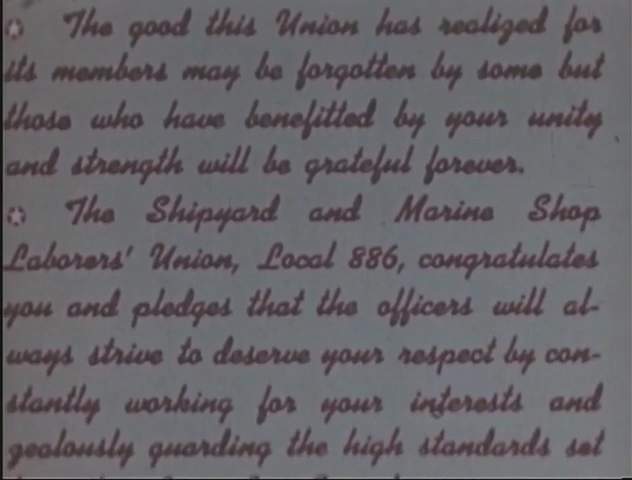 The good this Union has realized for
its members may be forgotten by some but
those who have benefitted by your unity
and strength will be grateful forever.
The Shipyard and Marine Shop
Laborers' Union, Local 886, congratulates
you and pledges that the officers will al-
ways strive to deserve your respect by con-
stantly working for your interests and
gealously guarding the high standards set